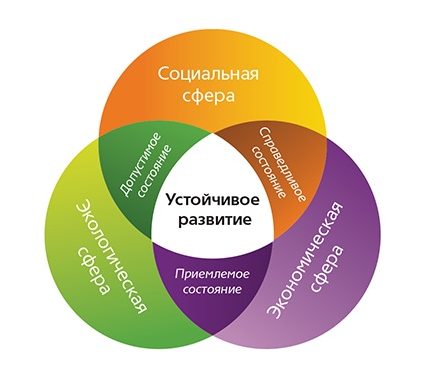 Социальная
сфера
Допустимое
состояние
Справедливое
состояние
Устойчивое
развитие
Экологическая
сфера
Экономическая
сфера
Приемлемое
состояние